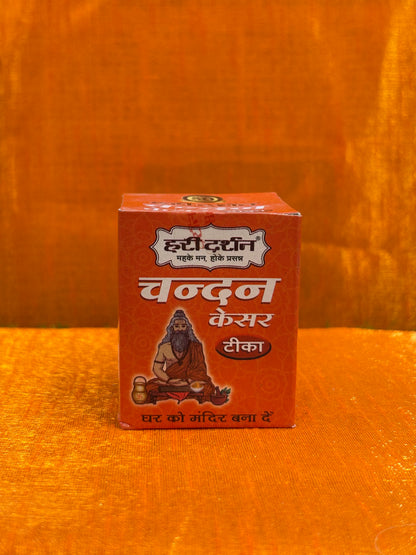 हरी दर्शन®
महके मन, होके प्रसन्न
चन्दन
केसर
टीका
घर को मंदिर बना दें